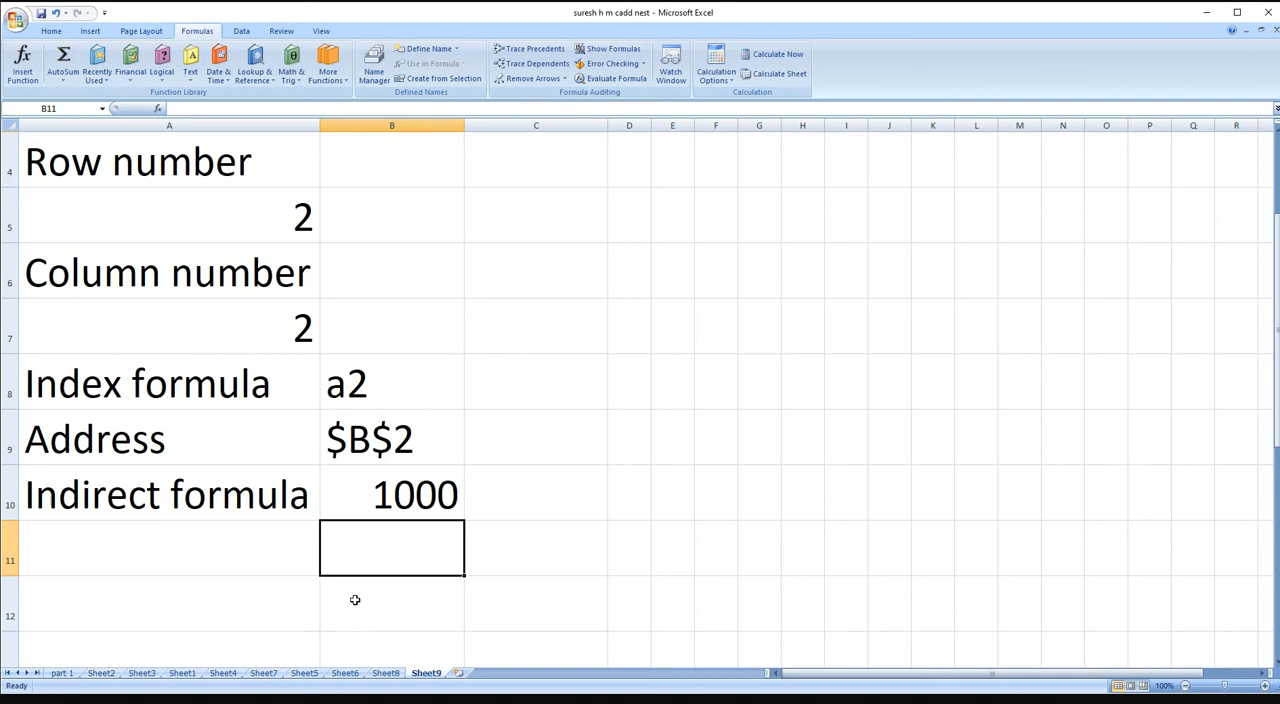 suresh h m cadd nest - Microsoft Excel
Home Insert Page Layout Formulas Data Review View
Insert Function
AutoSum
Recently Used
Financial
Logical
Text
Date & Time
Lookup & Reference
Math & Trig
More Functions
Function Library
Name Manager
Define Name
Use in Formula
Create from Selection
Defined Names
Trace Precedents
Trace Dependents
Remove Arrows
Show Formulas
Error Checking
Evaluate Formula
Watch Window
Formula Auditing
Calculation Options
Calculate Now
Calculate Sheet
Calculation
B11 fx
A B C D E F G H I J K L M N O P Q R
4 Row number
5 2
6 Column number
7 2
8 Index formula a2
9 Address $B$2
10 Indirect formula 1000
11
12
part 1 Sheet2 Sheet3 Sheet1 Sheet4 Sheet7 Sheet5 Sheet6 Sheet8 Sheet9
Ready 100%